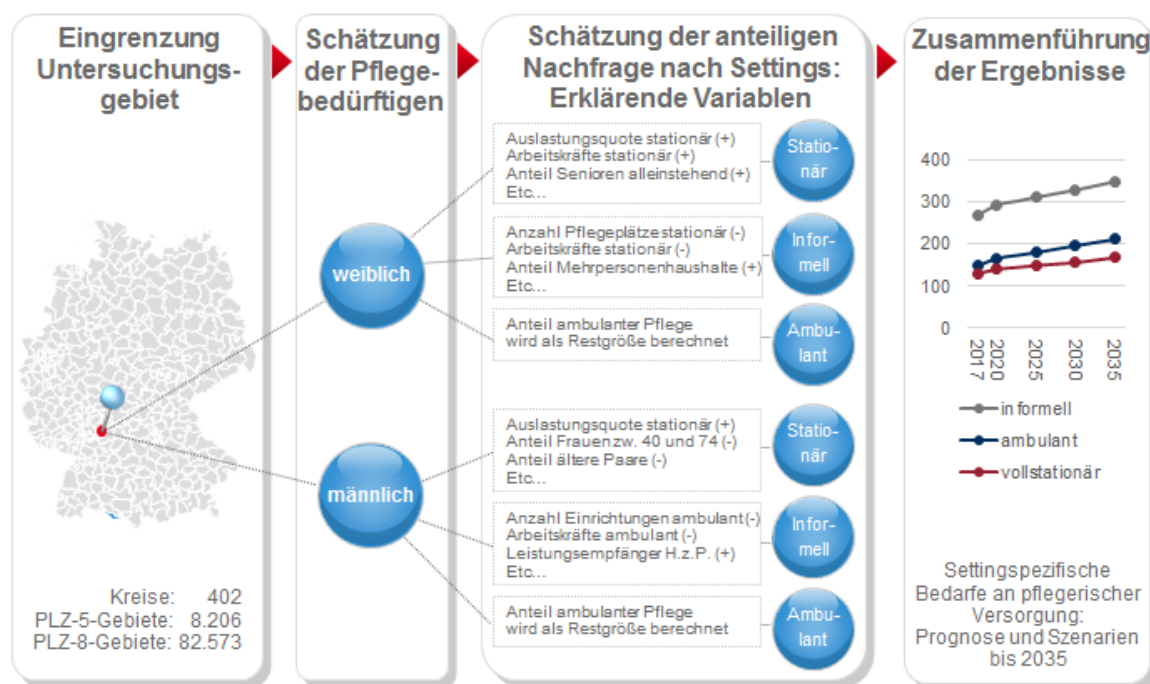 Eingrenzung
Untersuchungs-
gebiet
Kreise: 402
PLZ-5-Gebiete: 8.206
PLZ-8-Gebiete: 82.573
Schätzung
der Pflege-
bedürftigen
weiblich
männlich
Schätzung der anteiligen
Nachfrage nach Settings:
Erklärende Variablen
Auslastungsquote stationär (+)
Arbeitskräfte stationär (+)
Anteil Senioren alleinstehend (+)
Etc...
Statio-
när
Anzahl Pflegeplätze stationär (-)
Arbeitskräfte stationär (-)
Anteil Mehrpersonenhaushalte (+)
Etc...
Infor-
mell
Anteil ambulanter Pflege
wird als Restgröße berechnet
Ambu-
lant
Auslastungsquote stationär (+)
Anteil Frauen zw. 40 und 74 (-)
Anteil ältere Paare (-)
Etc...
Statio-
när
Anzahl Einrichtungen ambulant (-)
Arbeitskräfte ambulant (-)
Leistungsempfänger H.z.P. (+)
Etc...
Infor-
mell
Anteil ambulanter Pflege
wird als Restgröße berechnet
Ambu-
lant
Zusammenführung
der Ergebnisse
400
300
200
100
0
2017
2020
2025
2030
2035
informell
ambulant
vollstationär
Settingspezifische
Bedarfe an pflegerischer
Versorgung:
Prognose und Szenarien
bis 2035